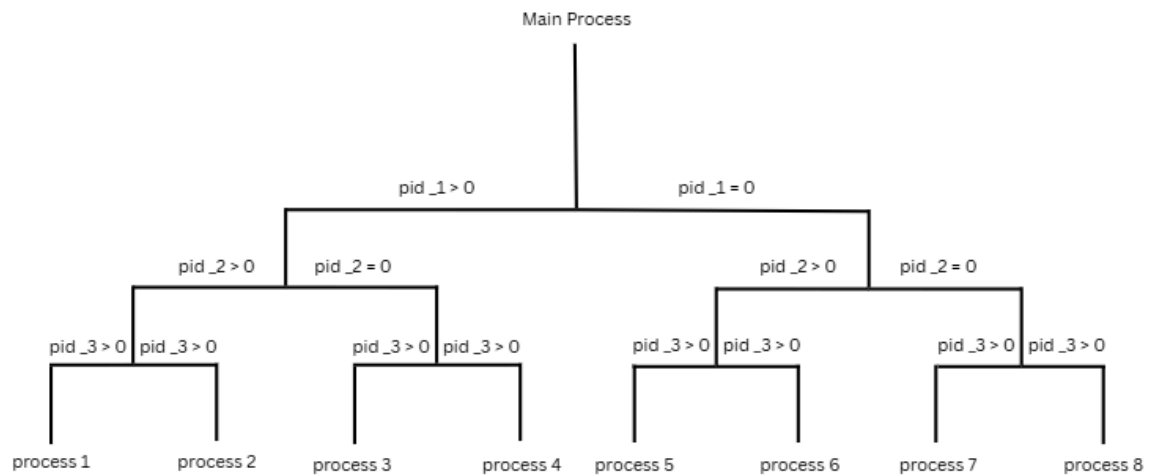 Main Process
pid _1 > 0
pid _1 = 0
pid _2 > 0
pid _2 = 0
pid _2 > 0
pid _2 = 0
pid _3 > 0
pid _3 > 0
pid _3 > 0
pid _3 > 0
pid _3 > 0
pid _3 > 0
pid _3 > 0
pid _3 > 0
process 1
process 2
process 3
process 4
process 5
process 6
process 7
process 8